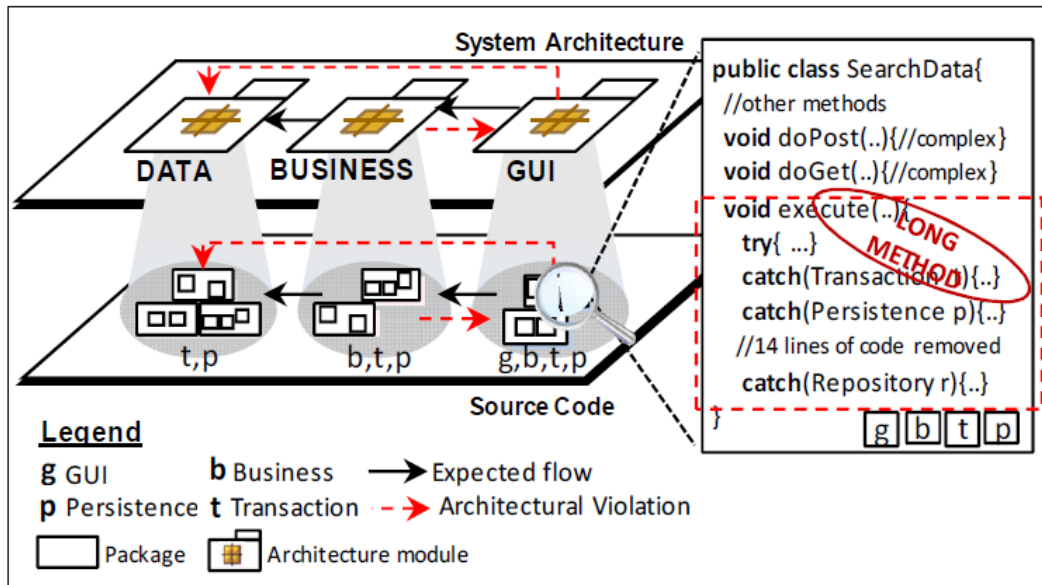 System Architecture
DATA
BUSINESS
GUI
t,p
b,t,p
g,b,t,p
Source Code
public class SearchData{
//other methods
void doPost(..){//complex}
void doGet(..){//complex}
void execute(..){
try{ ...}
catch(Transaction t){..}
catch(Persistence p){..}
//14 lines of code removed
catch(Repository r){..}
}
LONG
METHOD
g b t p
Legend
g GUI
b Business
Expected flow
p Persistence
t Transaction
Architectural Violation
Package
Architecture module